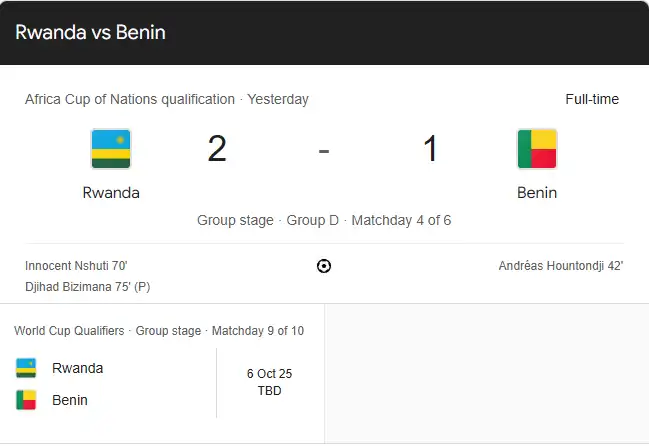 Rwanda vs Benin
Africa Cup of Nations qualification · Yesterday Full-time
2 - 1
Rwanda Benin
Group stage · Group D · Matchday 4 of 6
Innocent Nshuti 70' Andréas Hountondji 42'
Djihad Bizimana 75' (P)
World Cup Qualifiers · Group stage · Matchday 9 of 10
Rwanda
Benin
6 Oct 25
TBD